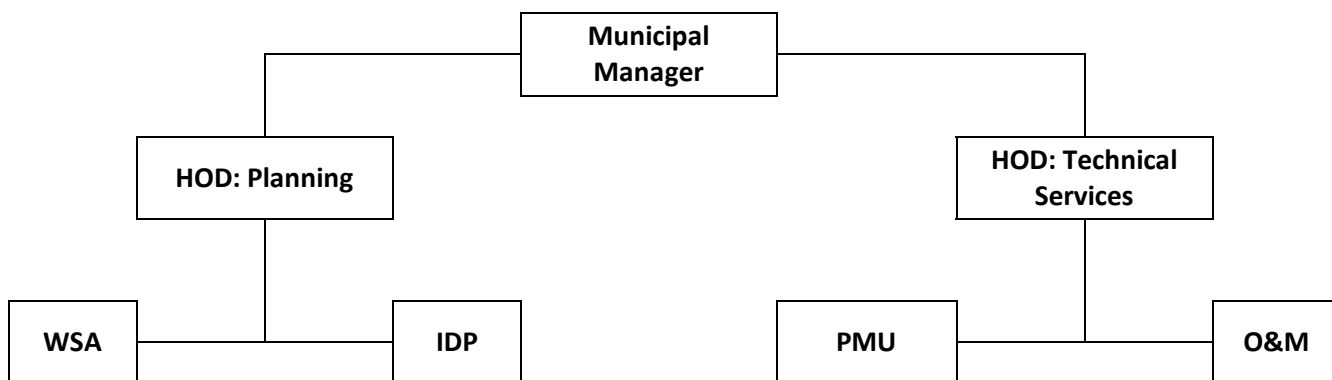 Municipal
Manager
HOD: Planning
HOD: Technical
Services
WSA
IDP
PMU
O&M